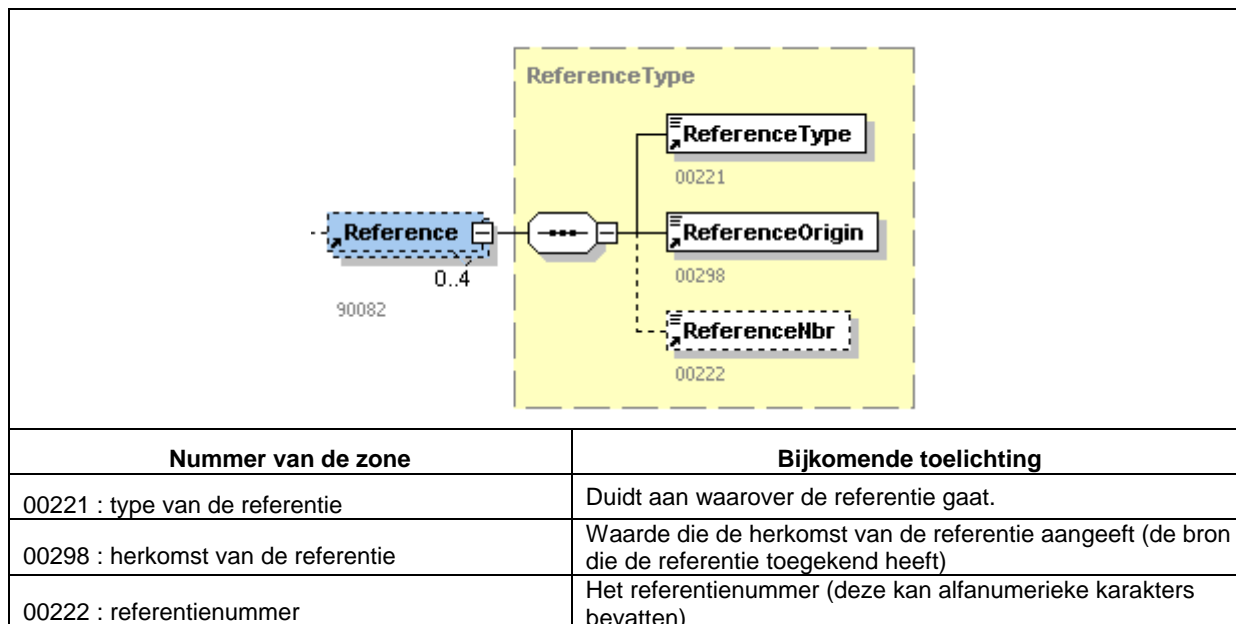 ReferenceType
ReferenceType
00221
Reference
ReferenceOrigin
0..4
00298
90082
ReferenceNbr
00222
Nummer van de zone
Bijkomende toelichting
00221 : type van de referentie
Duidt aan waarover de referentie gaat.
00298 : herkomst van de referentie
Waarde die de herkomst van de referentie aangeeft (de bron
die de referentie toegekend heeft)
00222 : referentienummer
Het referentienummer (deze kan alfanumerieke karakters
bevatten)